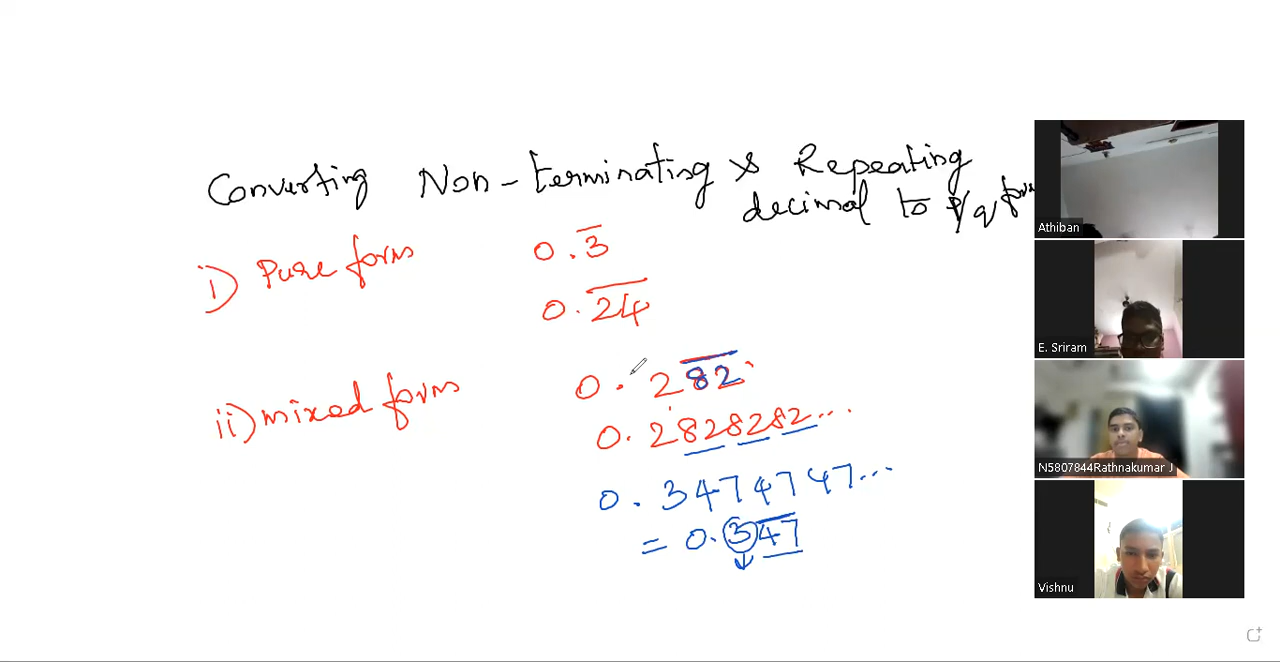 Converting Non-terminating & Repeating
decimal to p/q form
i) Pure form 0.3̅
0.2̅4̅
ii) mixed form 0.28̅2̅
0.2828282...
0.3474747...
= 0.34̅7̅
Athiban
E. Sriram
N5807844Rathnakumar J
Vishnu